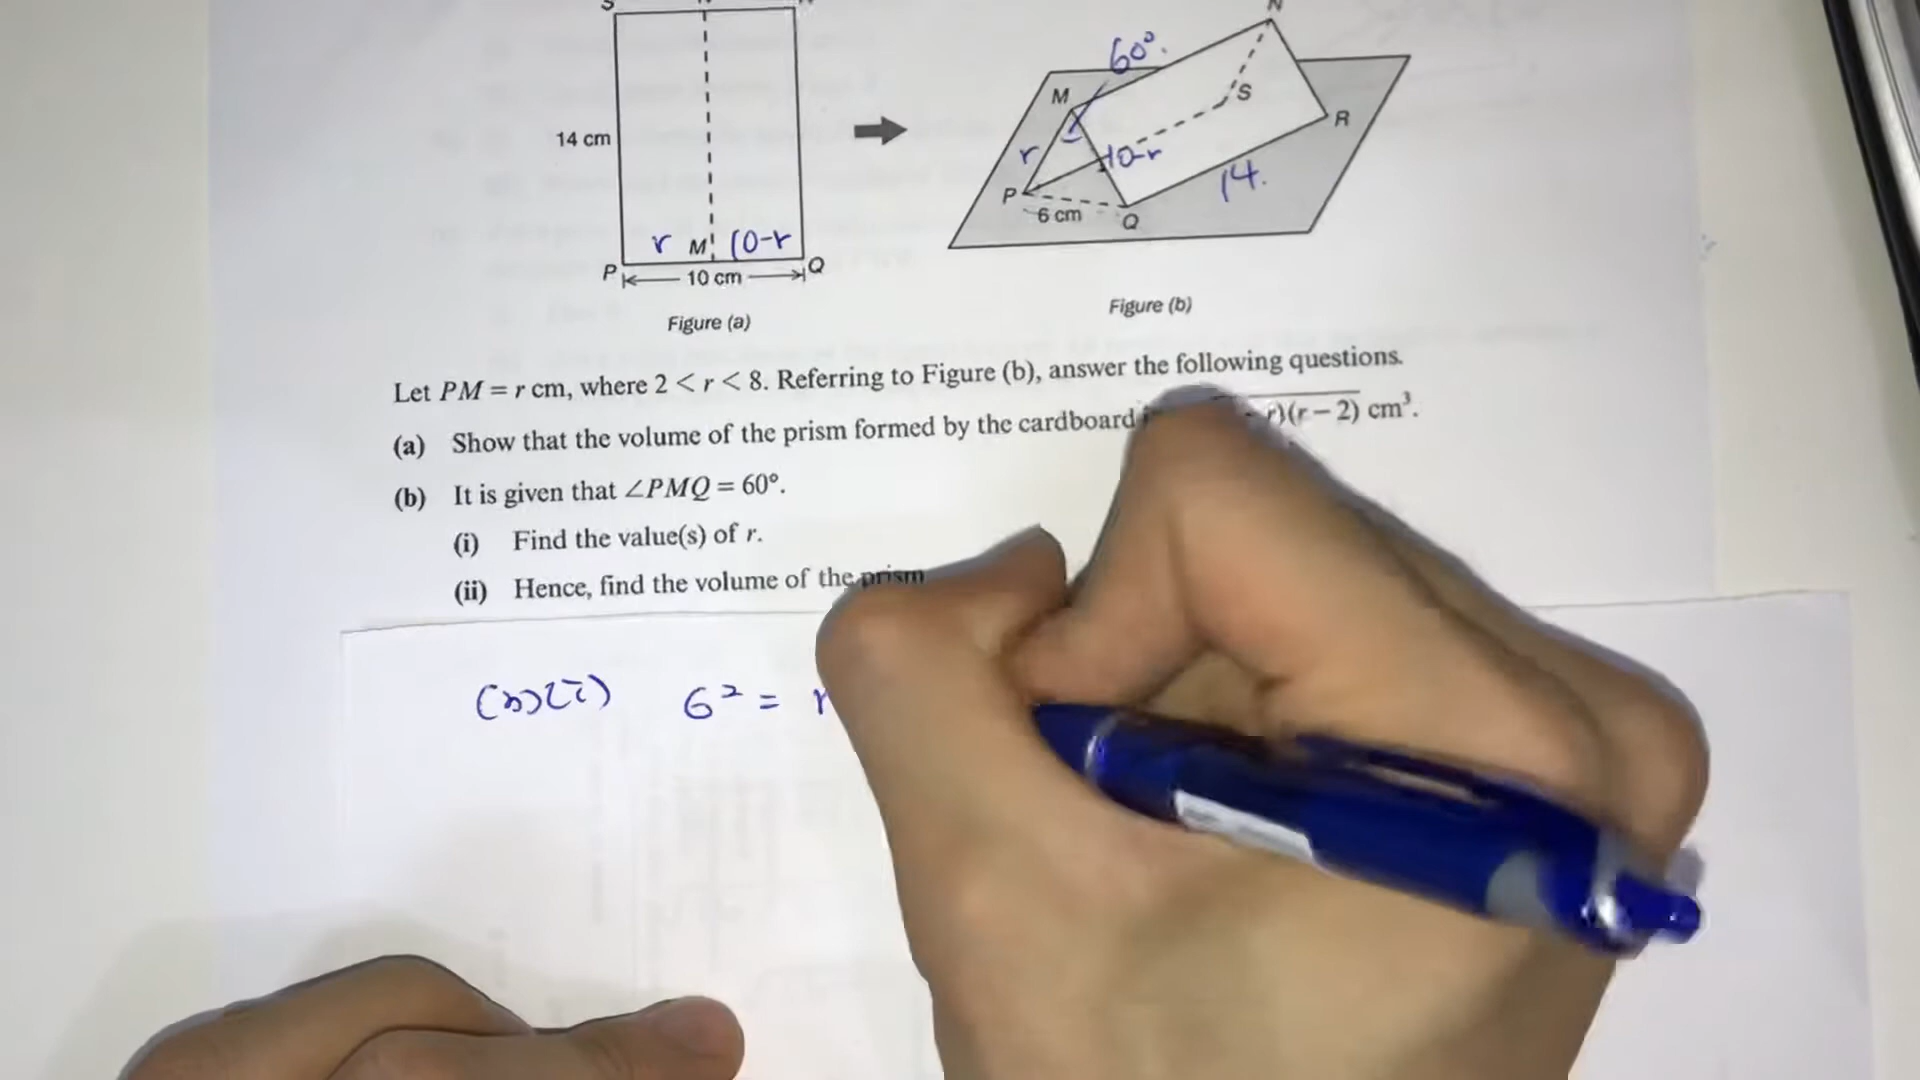 S
N
60°.
14 cm
M
S
R
r
10-r
14.
P
6 cm
Q
r M 10-r
P
10 cm
Q
Figure (a)
Figure (b)
Let PM = r cm, where 2 < r < 8. Referring to Figure (b), answer the following questions.
(a) Show that the volume of the prism formed by the cardboard r)(r – 2) cm³.
(b) It is given that ∠PMQ = 60°.
(i) Find the value(s) of r.
(ii) Hence, find the volume of the prism
(b)(i) 6² = r